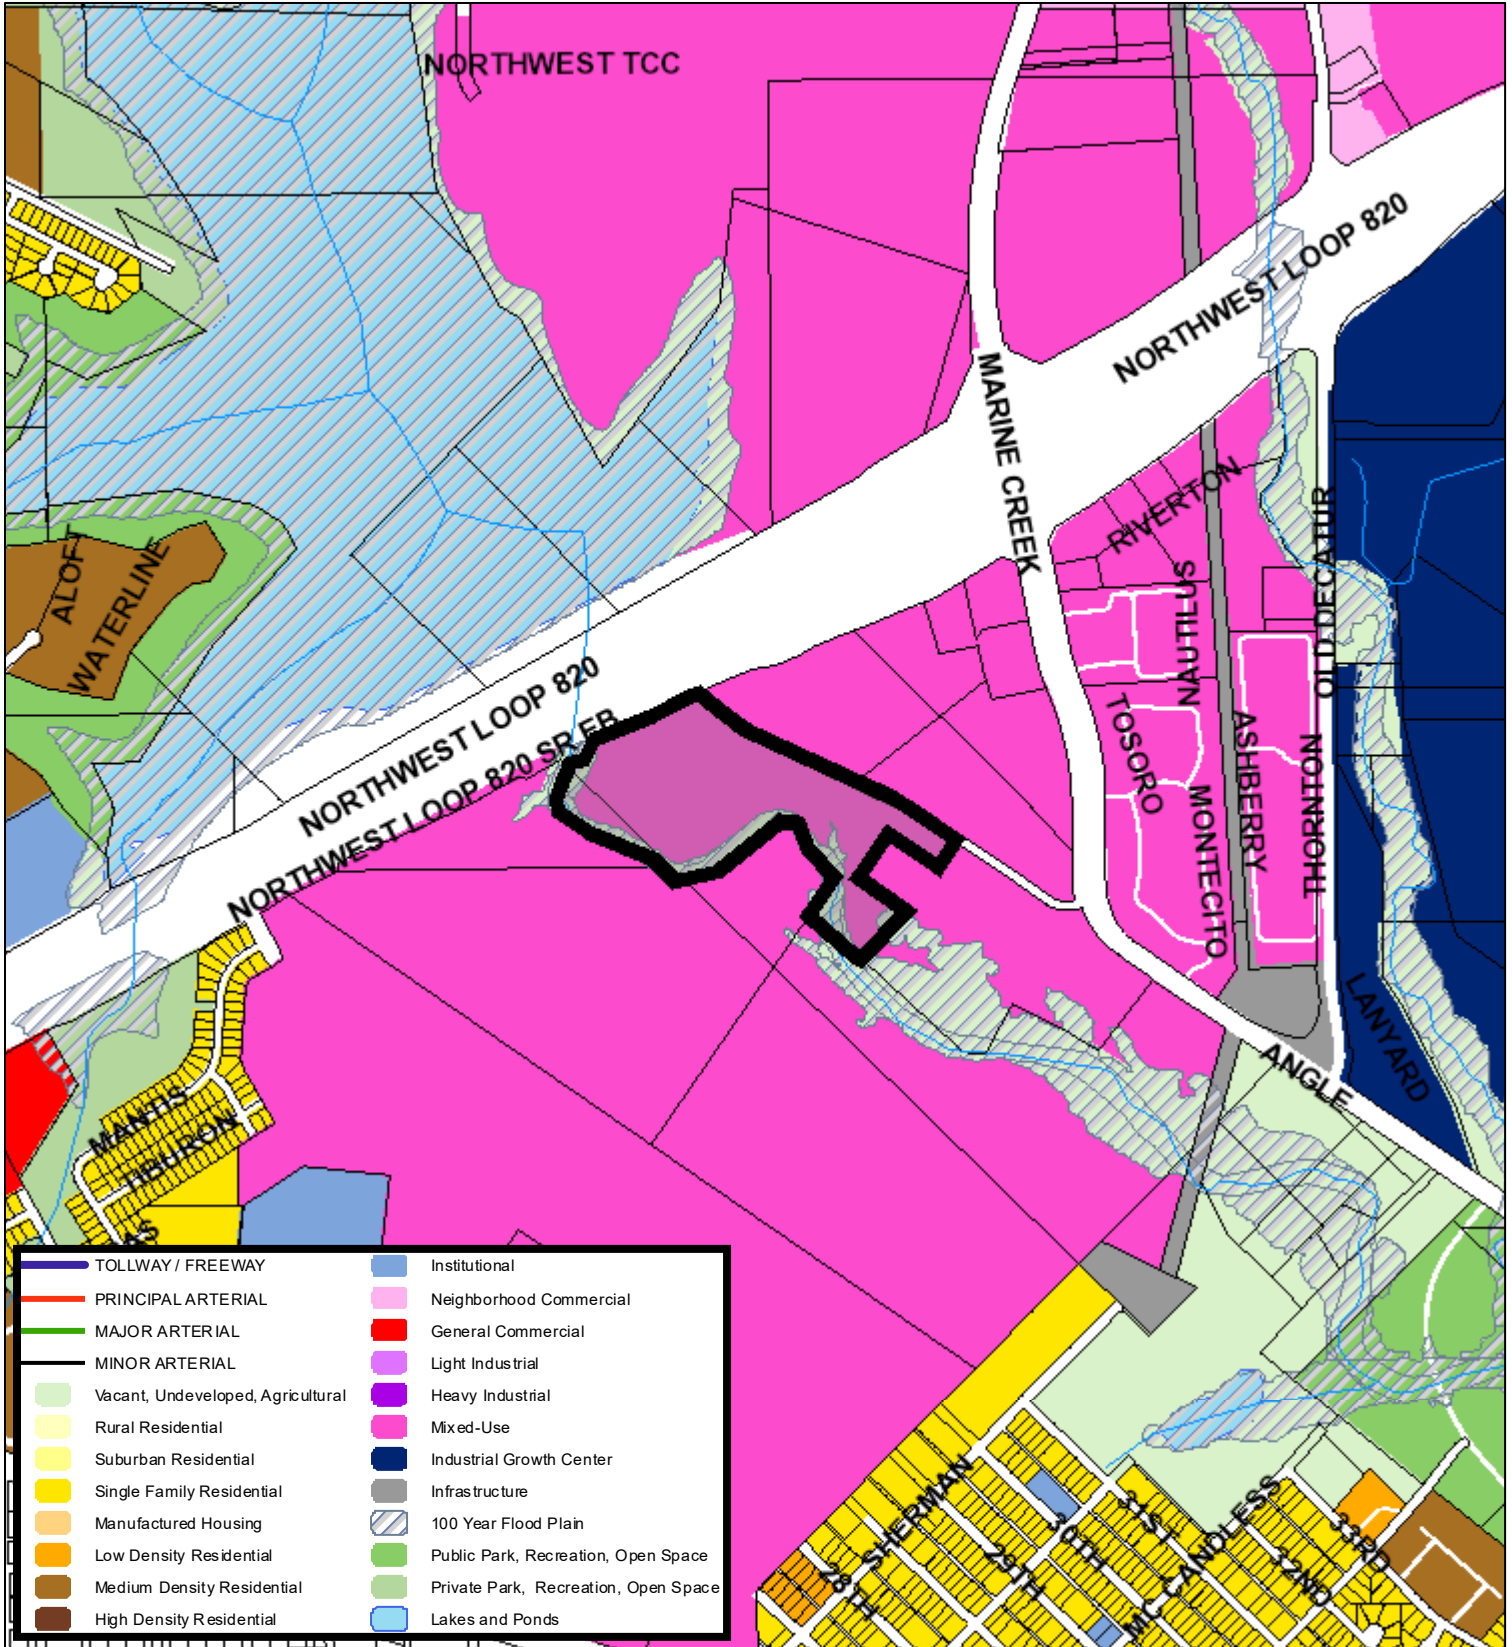 NORTHWEST TCC
NORTHWEST LOOP 820
MARINE CREEK
RIVERTON
OLD DECATUR
ALOFT
WATERLINE
NAUTILUS
NORTHWEST LOOP 820
NORTHWEST LOOP 820 SR EB
TOSORO
ASHBERRY
THORNTON
MONTECITO
LANYARD
ANGLE
MANTIS
TIBURON
AS
TOLLWAY / FREEWAY
PRINCIPAL ARTERIAL
MAJOR ARTERIAL
MINOR ARTERIAL
Vacant, Undeveloped, Agricultural
Rural Residential
Suburban Residential
Single Family Residential
Manufactured Housing
Low Density Residential
Medium Density Residential
High Density Residential
Institutional
Neighborhood Commercial
General Commercial
Light Industrial
Heavy Industrial
Mixed-Use
Industrial Growth Center
Infrastructure
100 Year Flood Plain
Public Park, Recreation, Open Space
Private Park, Recreation, Open Space
Lakes and Ponds
SHERMAN
28TH
29TH
30TH
31ST
MC CANDLESS
32ND
33RD